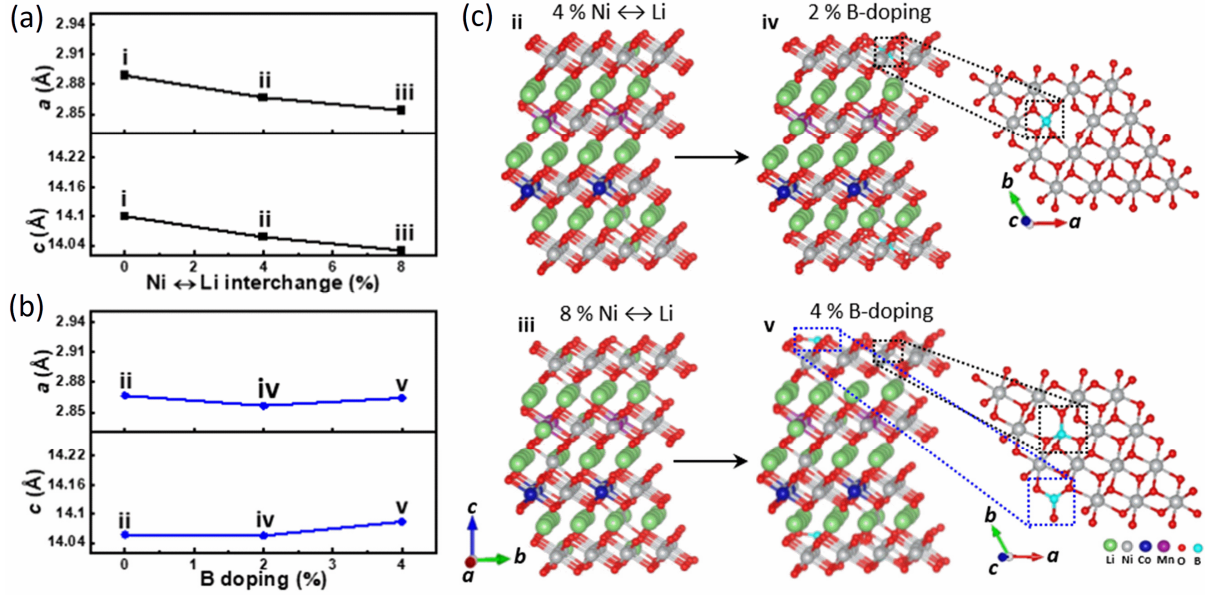 (a)
2.94
2.91
2.88
2.85
a (Å)
i
ii
iii
14.22
14.16
14.1
14.04
c (Å)
i
ii
iii
0
2
4
6
8
Ni ↔ Li interchange (%)
(b)
2.94
2.91
2.88
2.85
a (Å)
ii
iv
v
14.22
14.16
14.1
14.04
c (Å)
ii
iv
v
0
1
2
3
4
B doping (%)
(c)
ii
4 % Ni ↔ Li
iv
2 % B-doping
b
c
a
iii
8 % Ni ↔ Li
v
4 % B-doping
c
a
b
b
c
a
Li Ni Co Mn O B